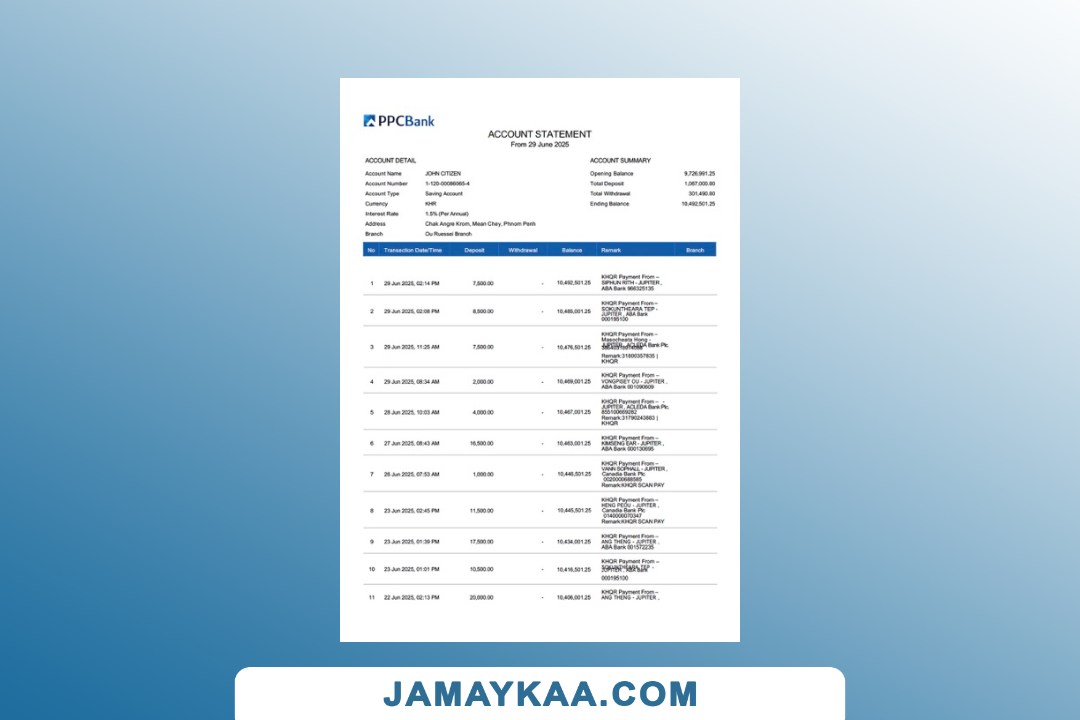 PPCBank
ACCOUNT STATEMENT
From 29 June 2025
ACCOUNT DETAIL
Account Name JOHN CITIZEN
Account Number 1-120-00086065-4
Account Type Saving Account
Currency KHR
Interest Rate 1.5% (Per Annual)
Address Chak Angre Krom, Mean Chey, Phnom Penh
Branch Ou Ruessei Branch
ACCOUNT SUMMARY
Opening Balance 9,726,991.25
Total Deposit 1,067,000.00
Total Withdrawal 301,490.00
Ending Balance 10,492,501.25
No Transaction Date/Time Deposit Withdrawal Balance Remark Branch
1 29 Jun 2025, 02:14 PM 7,500.00 - 10,492,501.25 KHQR Payment From –
SIPHUN RITH - JUPITER ,
ABA Bank 966325135
2 29 Jun 2025, 02:08 PM 8,500.00 - 10,485,001.25 KHQR Payment From –
SOKUNTHEARA TEP -
JUPITER , ABA Bank
000195100
3 29 Jun 2025, 11:25 AM 7,500.00 - 10,476,501.25 KHQR Payment From –
Masocheata Hong -
JUPITER , ACLEDA Bank Plc.
Remark:31800357835 |
KHQR
4 29 Jun 2025, 08:34 AM 2,000.00 - 10,469,001.25 KHQR Payment From –
VONGPISEY OU - JUPITER ,
ABA Bank 001090609
5 28 Jun 2025, 10:03 AM 4,000.00 - 10,467,001.25 KHQR Payment From – -
JUPITER , ACLEDA Bank Plc.
855100669282
Remark:31790243983 |
KHQR
6 27 Jun 2025, 09:43 AM 16,500.00 - 10,463,001.25 KHQR Payment From –
KIMSENG EAR - JUPITER ,
ABA Bank 000130695
7 26 Jun 2025, 07:53 AM 1,000.00 - 10,446,501.25 KHQR Payment From –
VANN SOPHALL - JUPITER ,
Canadia Bank Plc
Remark:KHQR SCAN PAY
8 23 Jun 2025, 02:45 PM 11,500.00 - 10,445,501.25 KHQR Payment From –
HENG PEOU - JUPITER ,
Canadia Bank Plc
0140000070347
Remark:KHQR SCAN PAY
9 23 Jun 2025, 01:39 PM 17,500.00 - 10,434,001.25 KHQR Payment From –
ANG THENG - JUPITER ,
ABA Bank 001572235
10 23 Jun 2025, 01:01 PM 10,500.00 - 10,416,501.25 KHQR Payment From –
SOKUNTHEARA TEP -
JUPITER , ABA Bank
000195100
11 22 Jun 2025, 02:13 PM 20,000.00 - 10,406,001.25 KHQR Payment From –
ANG THENG - JUPITER ,
JAMAYKAA.COM